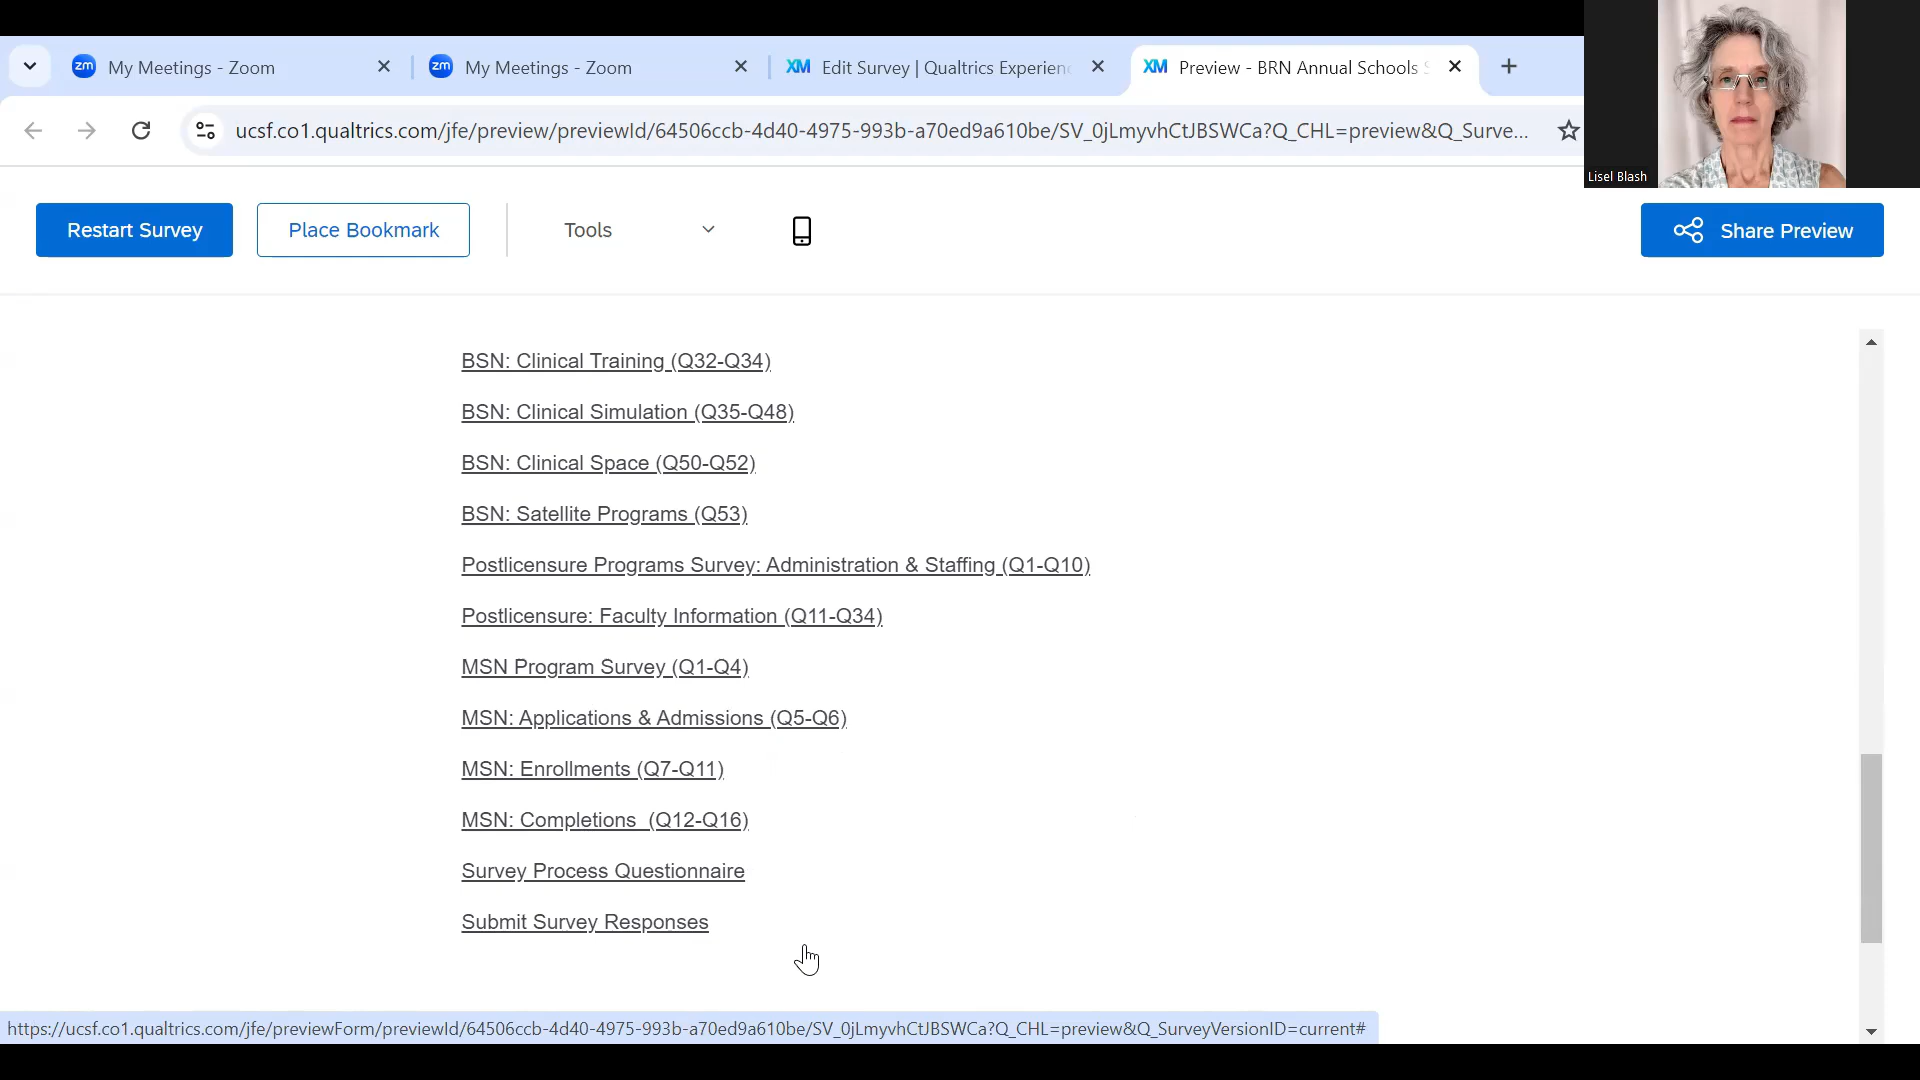 zm My Meetings - Zoom
zm My Meetings - Zoom
XM Edit Survey | Qualtrics Experienc
XM Preview - BRN Annual Schools S
ucsf.co1.qualtrics.com/jfe/preview/previewId/64506ccb-4d40-4975-993b-a70ed9a610be/SV_0jLmyvhCtJBSWCa?Q_CHL=preview&Q_Surve...
Lisel Blash
Restart Survey
Place Bookmark
Tools
Share Preview
BSN: Clinical Training (Q32-Q34)
BSN: Clinical Simulation (Q35-Q48)
BSN: Clinical Space (Q50-Q52)
BSN: Satellite Programs (Q53)
Postlicensure Programs Survey: Administration & Staffing (Q1-Q10)
Postlicensure: Faculty Information (Q11-Q34)
MSN Program Survey (Q1-Q4)
MSN: Applications & Admissions (Q5-Q6)
MSN: Enrollments (Q7-Q11)
MSN: Completions  (Q12-Q16)
Survey Process Questionnaire
Submit Survey Responses
https://ucsf.co1.qualtrics.com/jfe/previewForm/previewId/64506ccb-4d40-4975-993b-a70ed9a610be/SV_0jLmyvhCtJBSWCa?Q_CHL=preview&Q_SurveyVersionID=current#